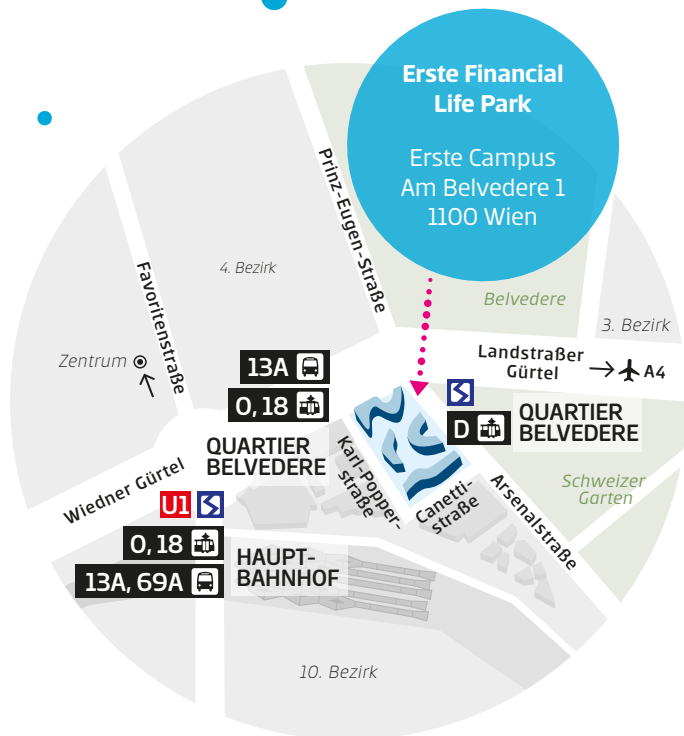 Erste Financial
Life Park
Erste Campus
Am Belvedere 1
1100 Wien
Prinz-Eugen-Straße
Favoritenstraße
4. Bezirk
Belvedere
3. Bezirk
Zentrum
Landstraßer
Gürtel
A4
13A
O, 18
QUARTIER
BELVEDERE
D
QUARTIER
BELVEDERE
Karl-Popper-
straße
Canetti-
straße
Arsenalstraße
Schweizer
Garten
Wiedner Gürtel
U1
O, 18
13A, 69A
HAUPT-
BAHNHOF
10. Bezirk